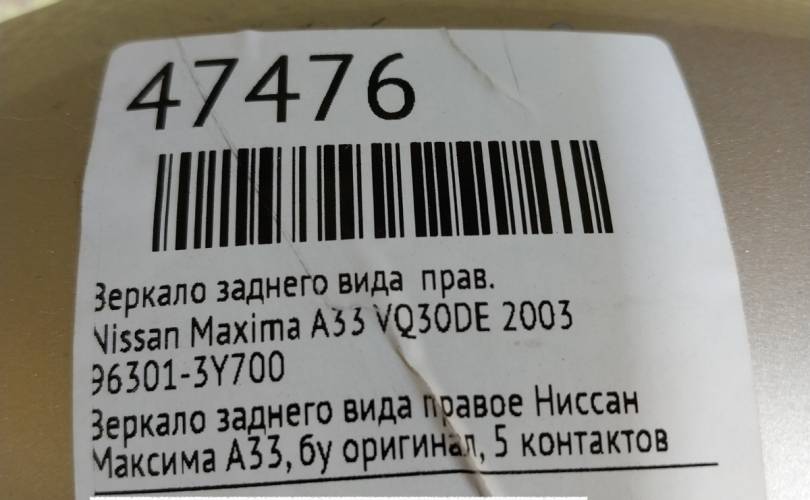 47476
Зеркало заднего вида прав.
Nissan Maxima A33 VQ30DE 2003
96301-3Y700
Зеркало заднего вида правое Ниссан
Максима А33, бу оригинал, 5 контактов